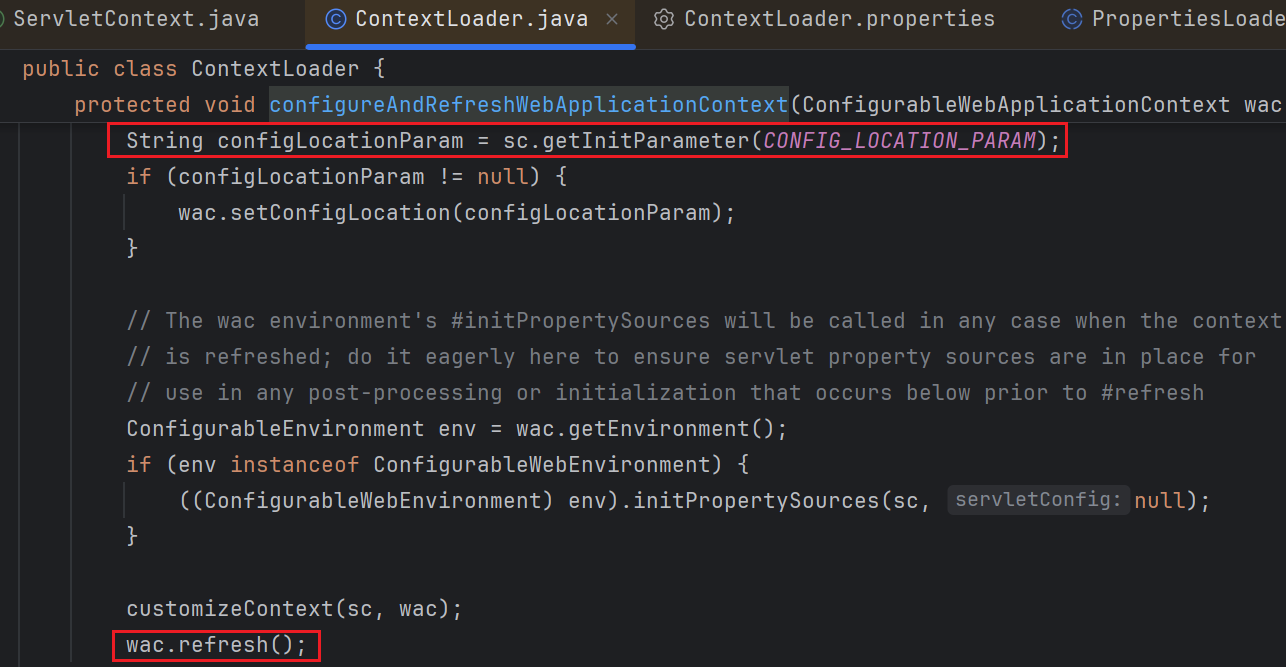 ServletContext.java ContextLoader.java ContextLoader.properties PropertiesLoade
public class ContextLoader {
protected void configureAndRefreshWebApplicationContext(ConfigurableWebApplicationContext wac
String configLocationParam = sc.getInitParameter(CONFIG_LOCATION_PARAM);
if (configLocationParam != null) {
wac.setConfigLocation(configLocationParam);
}
// The wac environment's #initPropertySources will be called in any case when the context
// is refreshed; do it eagerly here to ensure servlet property sources are in place for
// use in any post-processing or initialization that occurs below prior to #refresh
ConfigurableEnvironment env = wac.getEnvironment();
if (env instanceof ConfigurableWebEnvironment) {
((ConfigurableWebEnvironment) env).initPropertySources(sc, servletConfig: null);
}
customizeContext(sc, wac);
wac.refresh();